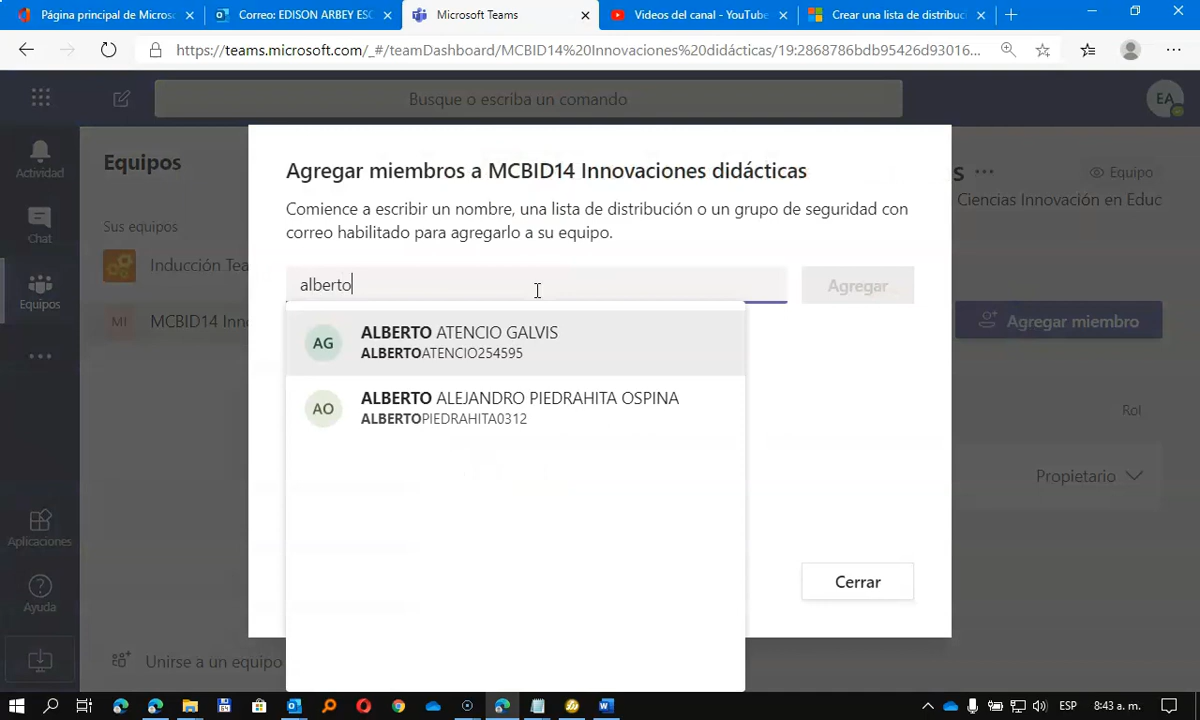 Página principal de Micros
Correo: EDISON ARBEY ESC
Microsoft Teams
Videos del canal - YouTube
Crear una lista de distribuc
https://teams.microsoft.com/_#/teamDashboard/MCBID14%20Innovaciones%20didácticas/19:2868786bdb95426d93016...
Busque o escriba un comando
EA
Actividad
Chat
Equipos
Aplicaciones
Ayuda
Equipos
Sus equipos
Inducción Tea
MI
MCBID14 Inno
Unirse a un equipo
Agregar miembros a MCBID14 Innovaciones didácticas
Comience a escribir un nombre, una lista de distribución o un grupo de seguridad con
correo habilitado para agregarlo a su equipo.
alberto
Agregar
AG
ALBERTO ATENCIO GALVIS
ALBERTOATENCIO254595
AO
ALBERTO ALEJANDRO PIEDRAHITA OSPINA
ALBERTOPIEDRAHITA0312
Cerrar
s ...
Equipo
Ciencias Innovación en Educ
Agregar miembro
Rol
Propietario
ESP
8:43 a. m.